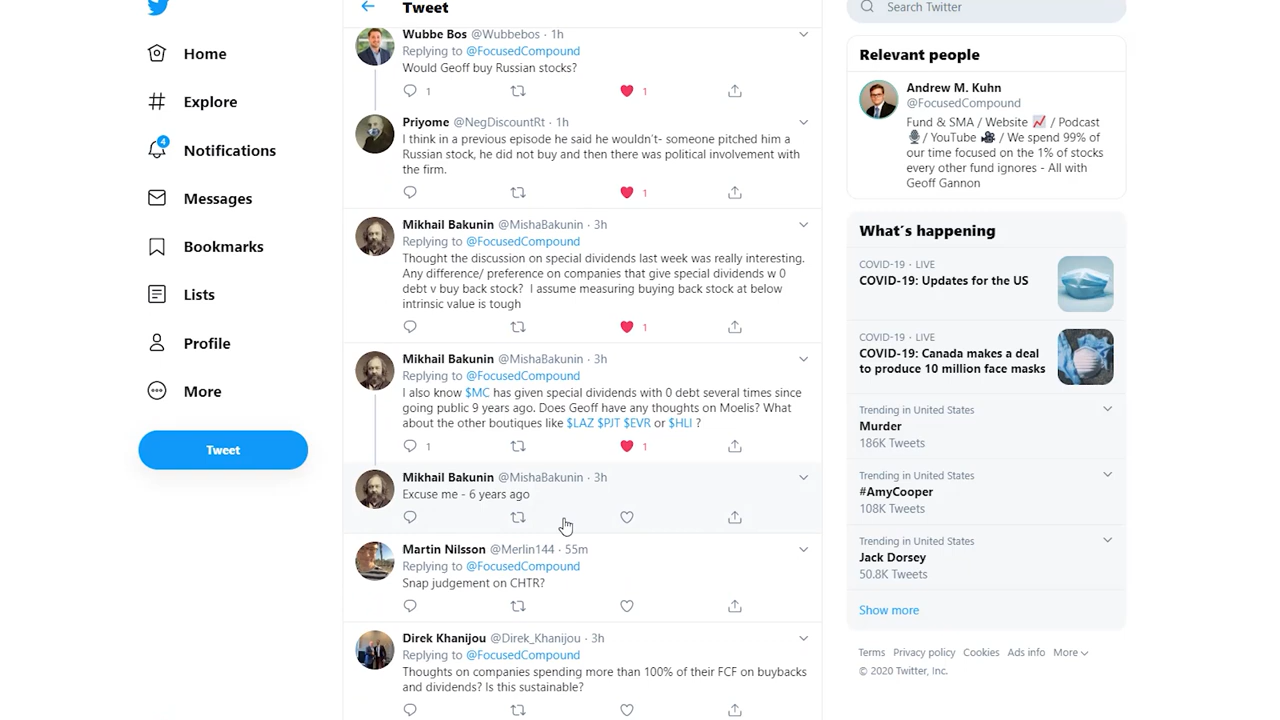 Home
Explore
4
Notifications
Messages
Bookmarks
Lists
Profile
More
Tweet
Tweet
Wubbe Bos @Wubbebos · 1h
Replying to @FocusedCompound
Would Geoff buy Russian stocks?
1
1
Priyome @NegDiscountRt · 1h
I think in a previous episode he said he wouldn't- someone pitched him a
Russian stock, he did not buy and then there was political involvement with
the firm.
1
Mikhail Bakunin @MishaBakunin · 3h
Replying to @FocusedCompound
Thought the discussion on special dividends last week was really interesting.
Any difference/ preference on companies that give special dividends w 0
debt v buy back stock?  I assume measuring buying back stock at below
intrinsic value is tough
1
Mikhail Bakunin @MishaBakunin · 3h
Replying to @FocusedCompound
I also know $MC has given special dividends with 0 debt several times since
going public 9 years ago. Does Geoff have any thoughts on Moelis? What
about the other boutiques like $LAZ $PJT $EVR or $HLI ?
1
1
Mikhail Bakunin @MishaBakunin · 3h
Excuse me - 6 years ago
Martin Nilsson @Merlin144 · 55m
Replying to @FocusedCompound
Snap judgement on CHTR?
Direk Khanijou @Direk_Khanijou · 3h
Replying to @FocusedCompound
Thoughts on companies spending more than 100% of their FCF on buybacks
and dividends? Is this sustainable?
Search Twitter
Relevant people
Andrew M. Kuhn
@FocusedCompound
Fund & SMA / Website 📈 / Podcast
🎙️/ YouTube 🎥 / We spend 99% of
our time focused on the 1% of stocks
every other fund ignores - All with
Geoff Gannon
What's happening
COVID-19 · LIVE
COVID-19: Updates for the US
COVID-19 · LIVE
COVID-19: Canada makes a deal
to produce 10 million face masks
Trending in United States
Murder
186K Tweets
Trending in United States
#AmyCooper
108K Tweets
Trending in United States
Jack Dorsey
50.8K Tweets
Show more
Terms Privacy policy Cookies Ads info More
© 2020 Twitter, Inc.